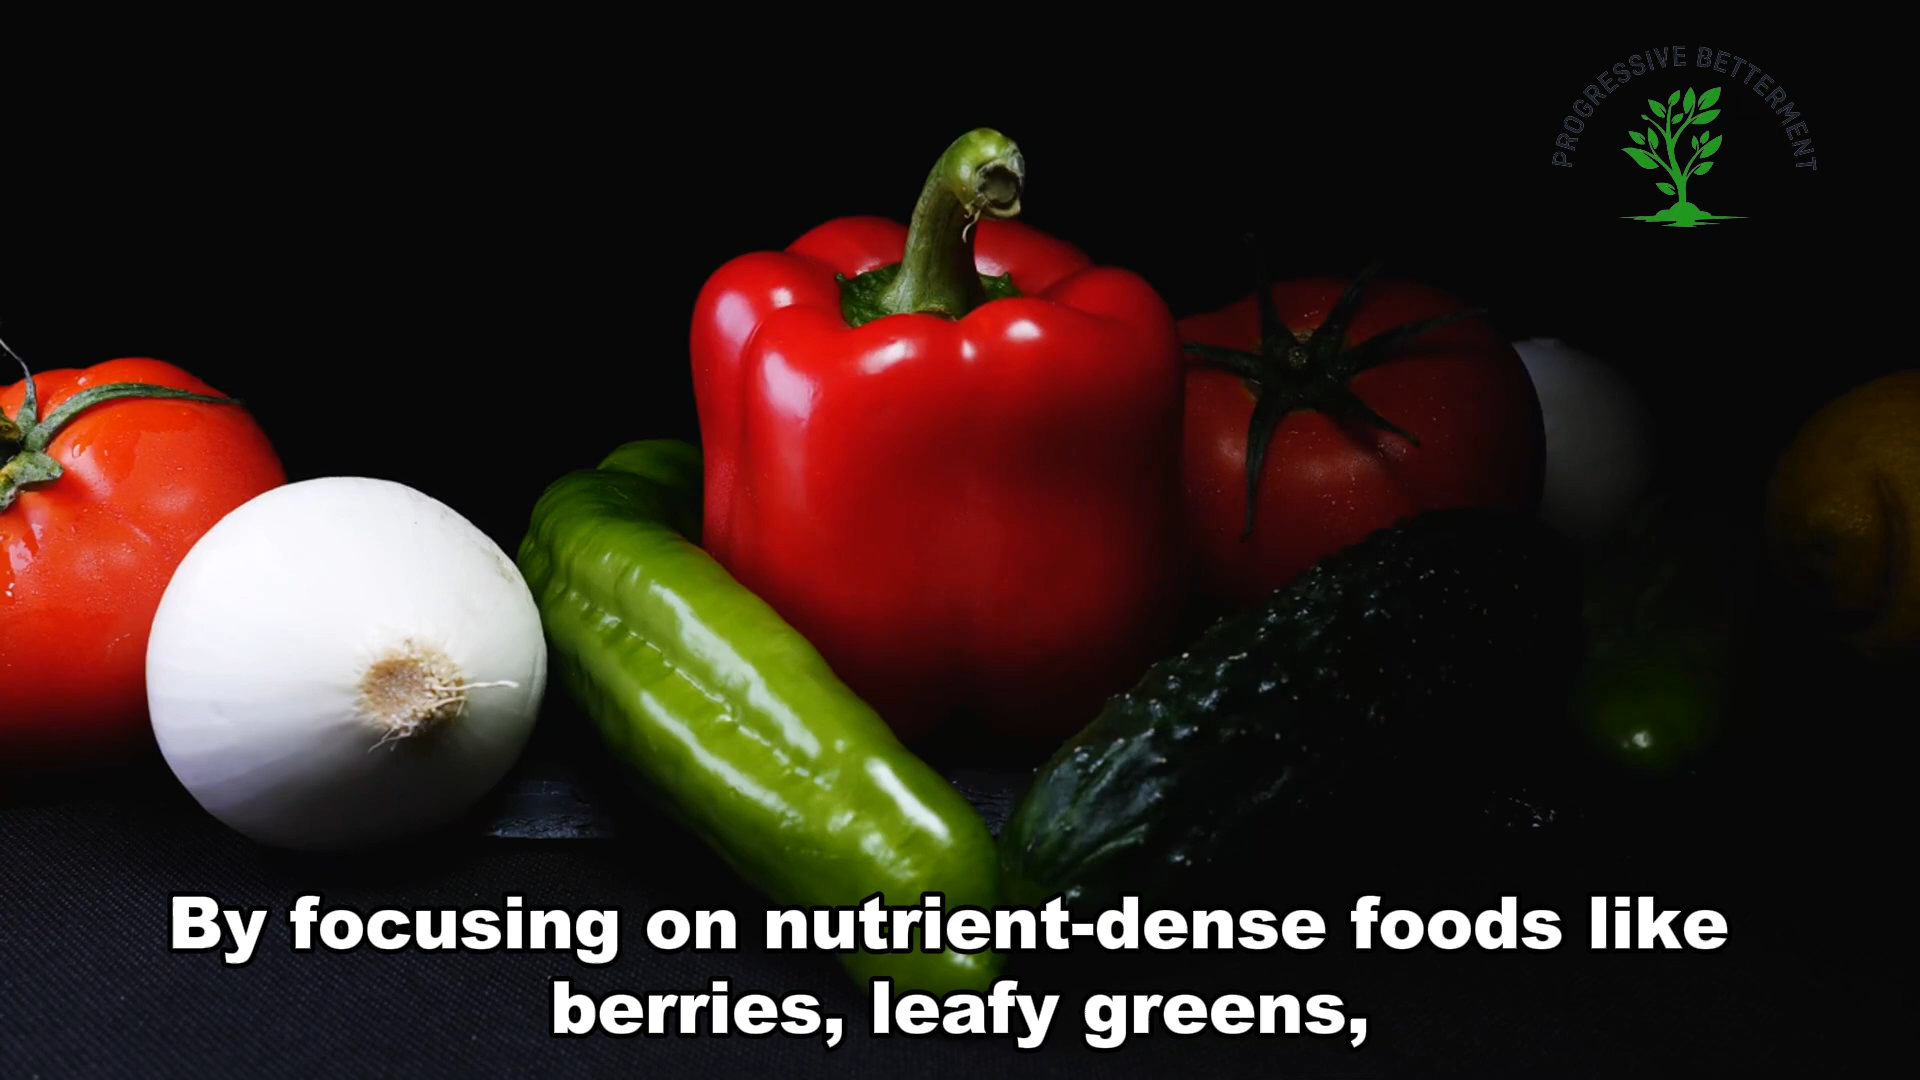 PROGRESSIVE BETTERMENT
By focusing on nutrient-dense foods like
berries, leafy greens,